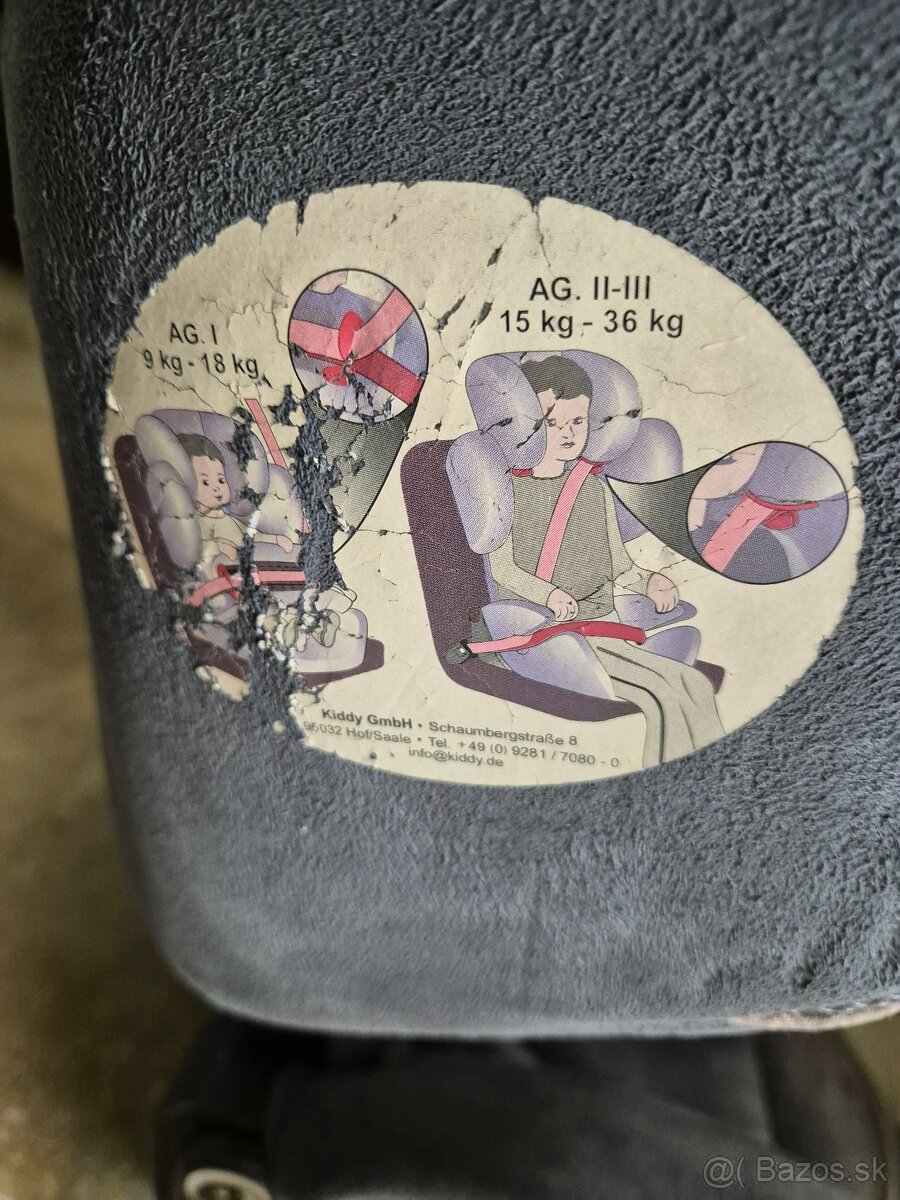 AG. I
9 kg - 18 kg
AG. II-III
15 kg - 36 kg
Kiddy GmbH • Schaumbergstraße 8
95032 Hof/Saale • Tel. +49 (0) 9281 / 7080 - 0
info@kiddy.de
@( Bazos.sk